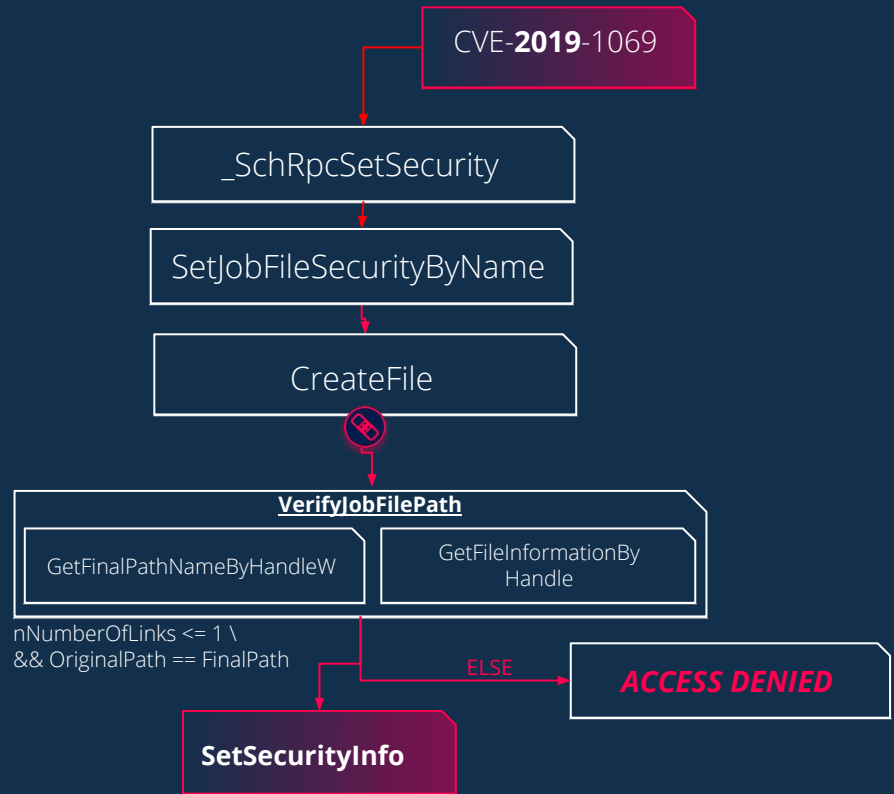 CVE-2019-1069
_SchRpcSetSecurity
SetJobFileSecurityByName
CreateFile
VerifyJobFilePath
GetFinalPathNameByHandleW
GetFileInformationBy
Handle
nNumberOfLinks <= 1 \
&& OriginalPath == FinalPath
ELSE
ACCESS DENIED
SetSecurityInfo